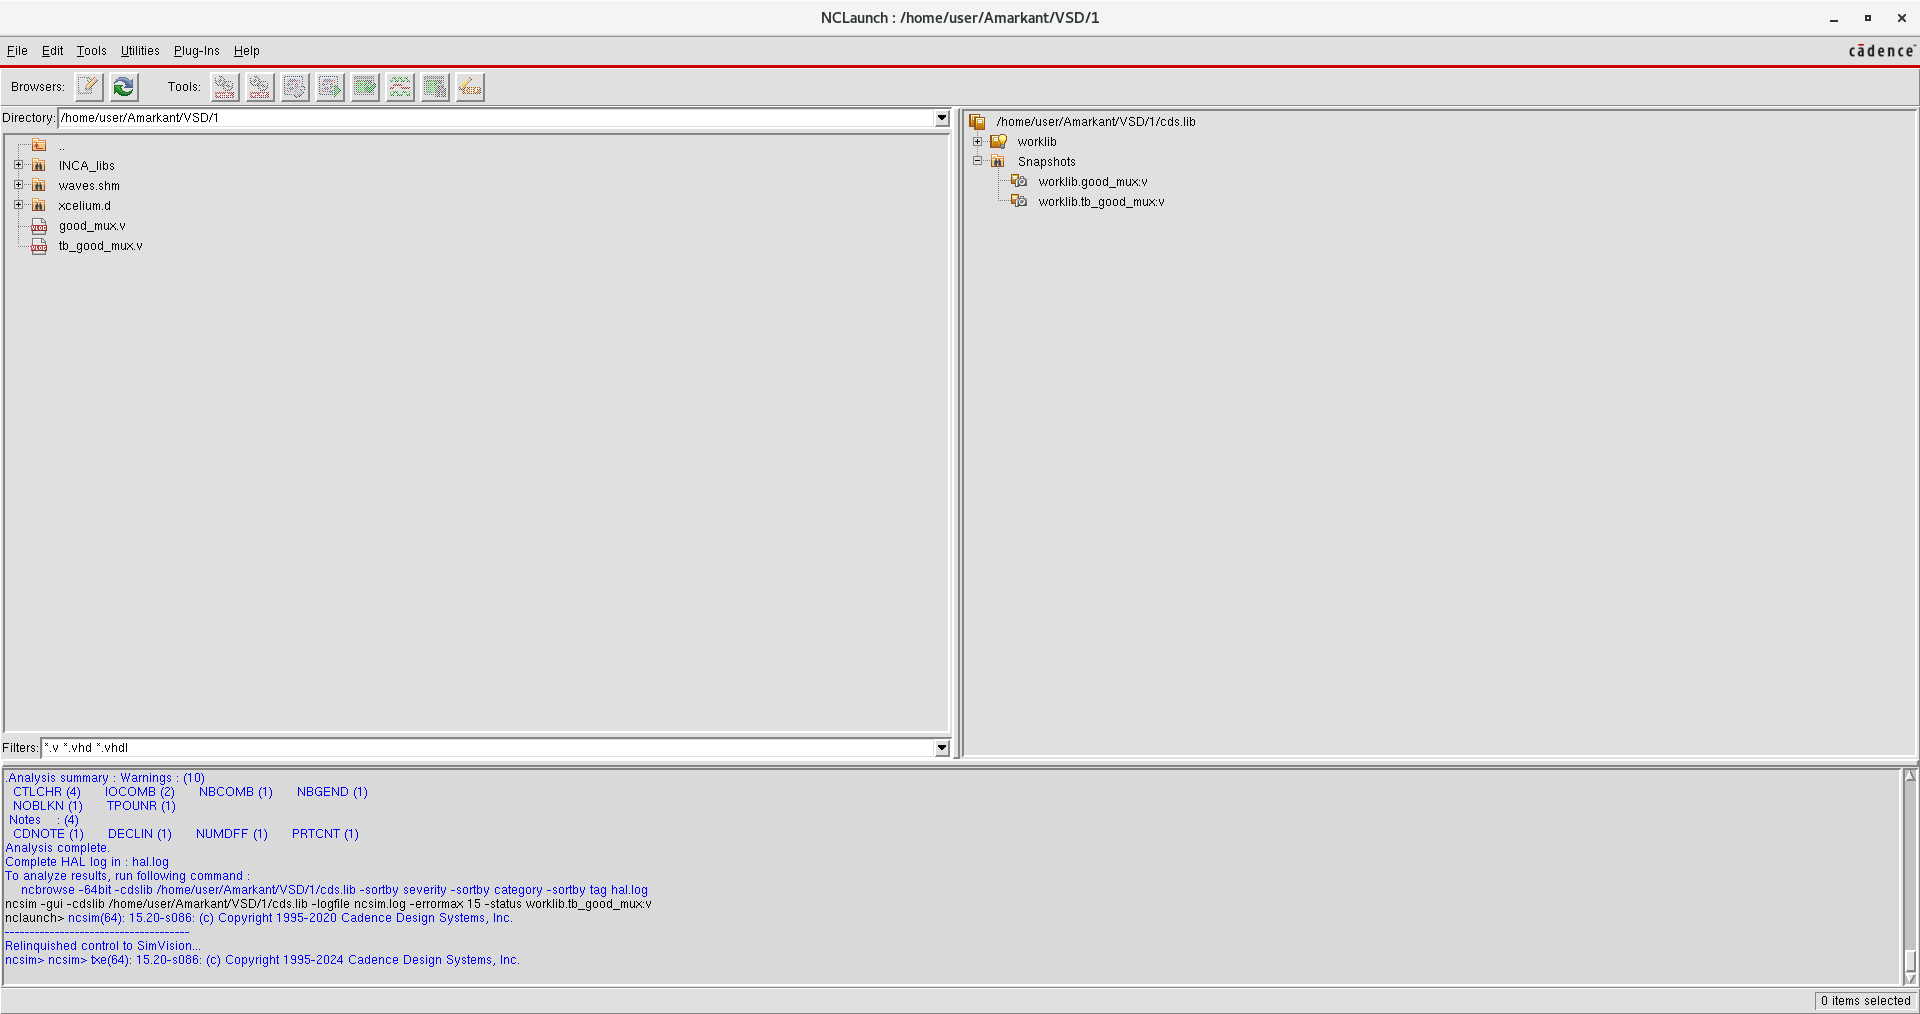 NCLaunch : /home/user/Amarkant/VSD/1
File Edit Tools Utilities Plug-Ins Help
cādence
Browsers: Tools:
Directory: /home/user/Amarkant/VSD/1
..
INCA_libs
waves.shm
xcelium.d
good_mux.v
tb_good_mux.v
/home/user/Amarkant/VSD/1/cds.lib
worklib
Snapshots
worklib.good_mux:v
worklib.tb_good_mux:v
Filters: *.v *.vhd *.vhdl
.Analysis summary : Warnings : (10)
CTLCHR (4) IOCOMB (2) NBCOMB (1) NBGEND (1)
NOBLKN (1) TPOUNR (1)
Notes : (4)
CDNOTE (1) DECLIN (1) NUMDFF (1) PRTCNT (1)
Analysis complete.
Complete HAL log in : hal.log
To analyze results, run following command :
ncbrowse -64bit -cdslib /home/user/Amarkant/VSD/1/cds.lib -sortby severity -sortby category -sortby tag hal.log
ncsim -gui -cdslib /home/user/Amarkant/VSD/1/cds.lib -logfile ncsim.log -errormax 15 -status worklib.tb_good_mux:v
nclaunch> ncsim(64): 15.20-s086: (c) Copyright 1995-2020 Cadence Design Systems, Inc.
-------------------------------------
Relinquished control to SimVision...
ncsim> ncsim> txe(64): 15.20-s086: (c) Copyright 1995-2024 Cadence Design Systems, Inc.
0 items selected